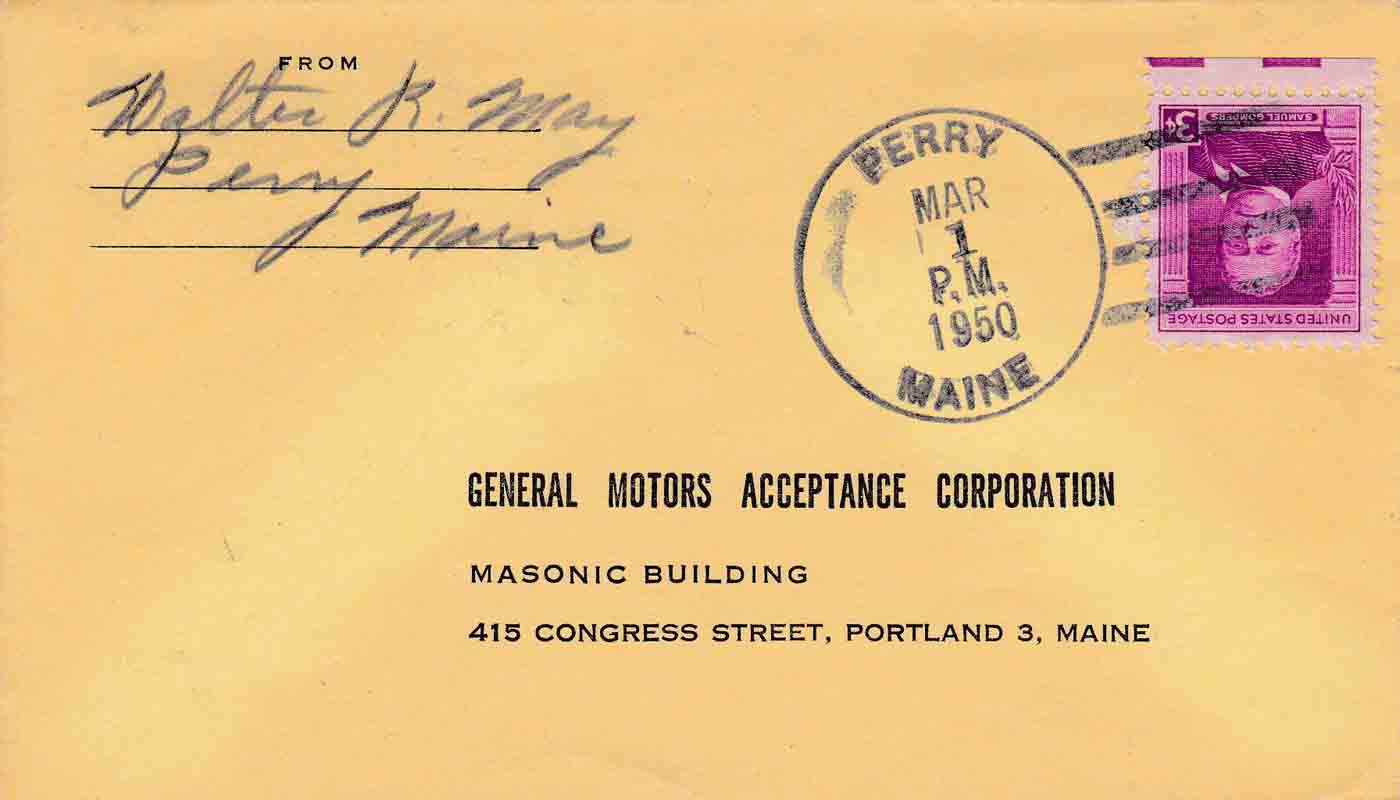 FROM
Walter R. May
Perry
Maine
PERRY
MAR
1
P.M.
1950
MAINE
3¢
SAMUEL GOMPERS
UNITED STATES POSTAGE
GENERAL MOTORS ACCEPTANCE CORPORATION
MASONIC BUILDING
415 CONGRESS STREET, PORTLAND 3, MAINE